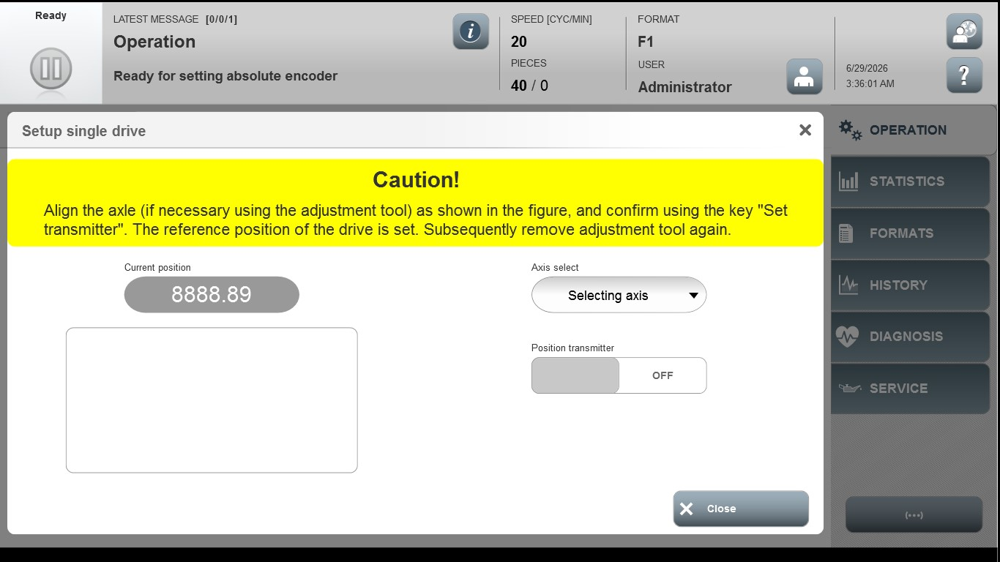 Ready
LATEST MESSAGE [0/0/1]
Operation
Ready for setting absolute encoder
i
SPEED [CYC/MIN]
20
PIECES
40 / 0
FORMAT
F1
USER
Administrator
6/29/2026
3:36:01 AM
?
Setup single drive
Caution!
Align the axle (if necessary using the adjustment tool) as shown in the figure, and confirm using the key "Set
transmitter". The reference position of the drive is set. Subsequently remove adjustment tool again.
Current position
8888.89
Axis select
Selecting axis
Position transmitter
OFF
Close
OPERATION
STATISTICS
FORMATS
HISTORY
DIAGNOSIS
SERVICE
(•••)